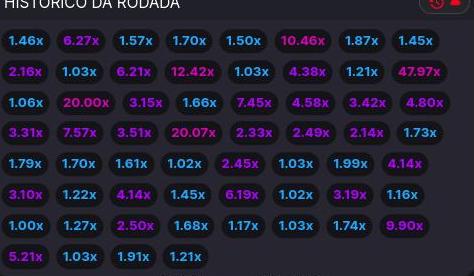 HISTÓRICO DA RODADA
1.46x 6.27x 1.57x 1.70x 1.50x 10.46x 1.87x 1.45x
2.16x 1.03x 6.21x 12.42x 1.03x 4.38x 1.21x 47.97x
1.06x 20.00x 3.15x 1.66x 7.45x 4.58x 3.42x 4.80x
3.31x 7.57x 3.51x 20.07x 2.33x 2.49x 2.14x 1.73x
1.79x 1.70x 1.61x 1.02x 2.45x 1.03x 1.99x 4.14x
3.10x 1.22x 4.14x 1.45x 6.19x 1.02x 3.19x 1.16x
1.00x 1.27x 2.50x 1.68x 1.17x 1.03x 1.74x 9.90x
5.21x 1.03x 1.91x 1.21x